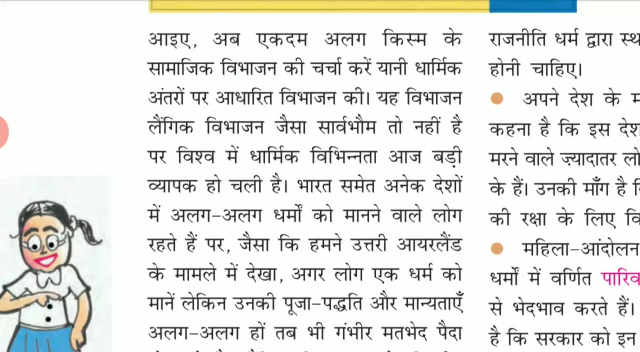 आइए, अब एकदम अलग किस्म के
सामाजिक विभाजन की चर्चा करें यानी धार्मिक
अंतरों पर आधारित विभाजन की। यह विभाजन
लैंगिक विभाजन जैसा सार्वभौम तो नहीं है
पर विश्व में धार्मिक विभिन्नता आज बड़ी
व्यापक हो चली है। भारत समेत अनेक देशों
में अलग-अलग धर्मों को मानने वाले लोग
रहते हैं पर, जैसा कि हमने उत्तरी आयरलैंड
के मामले में देखा, अगर लोग एक धर्म को
मानें लेकिन उनकी पूजा-पद्धति और मान्यताएँ
अलग-अलग हों तब भी गंभीर मतभेद पैदा
राजनीति धर्म द्वारा
होनी चाहिए।
● अपने देश के
कहना है कि इस देश
मरने वाले ज्यादातर
के हैं। उनकी माँग है
की रक्षा के लिए
● महिला-आंदोलन
धर्मों में वर्णित
से भेदभाव करते हैं।
है कि सरकार को इन